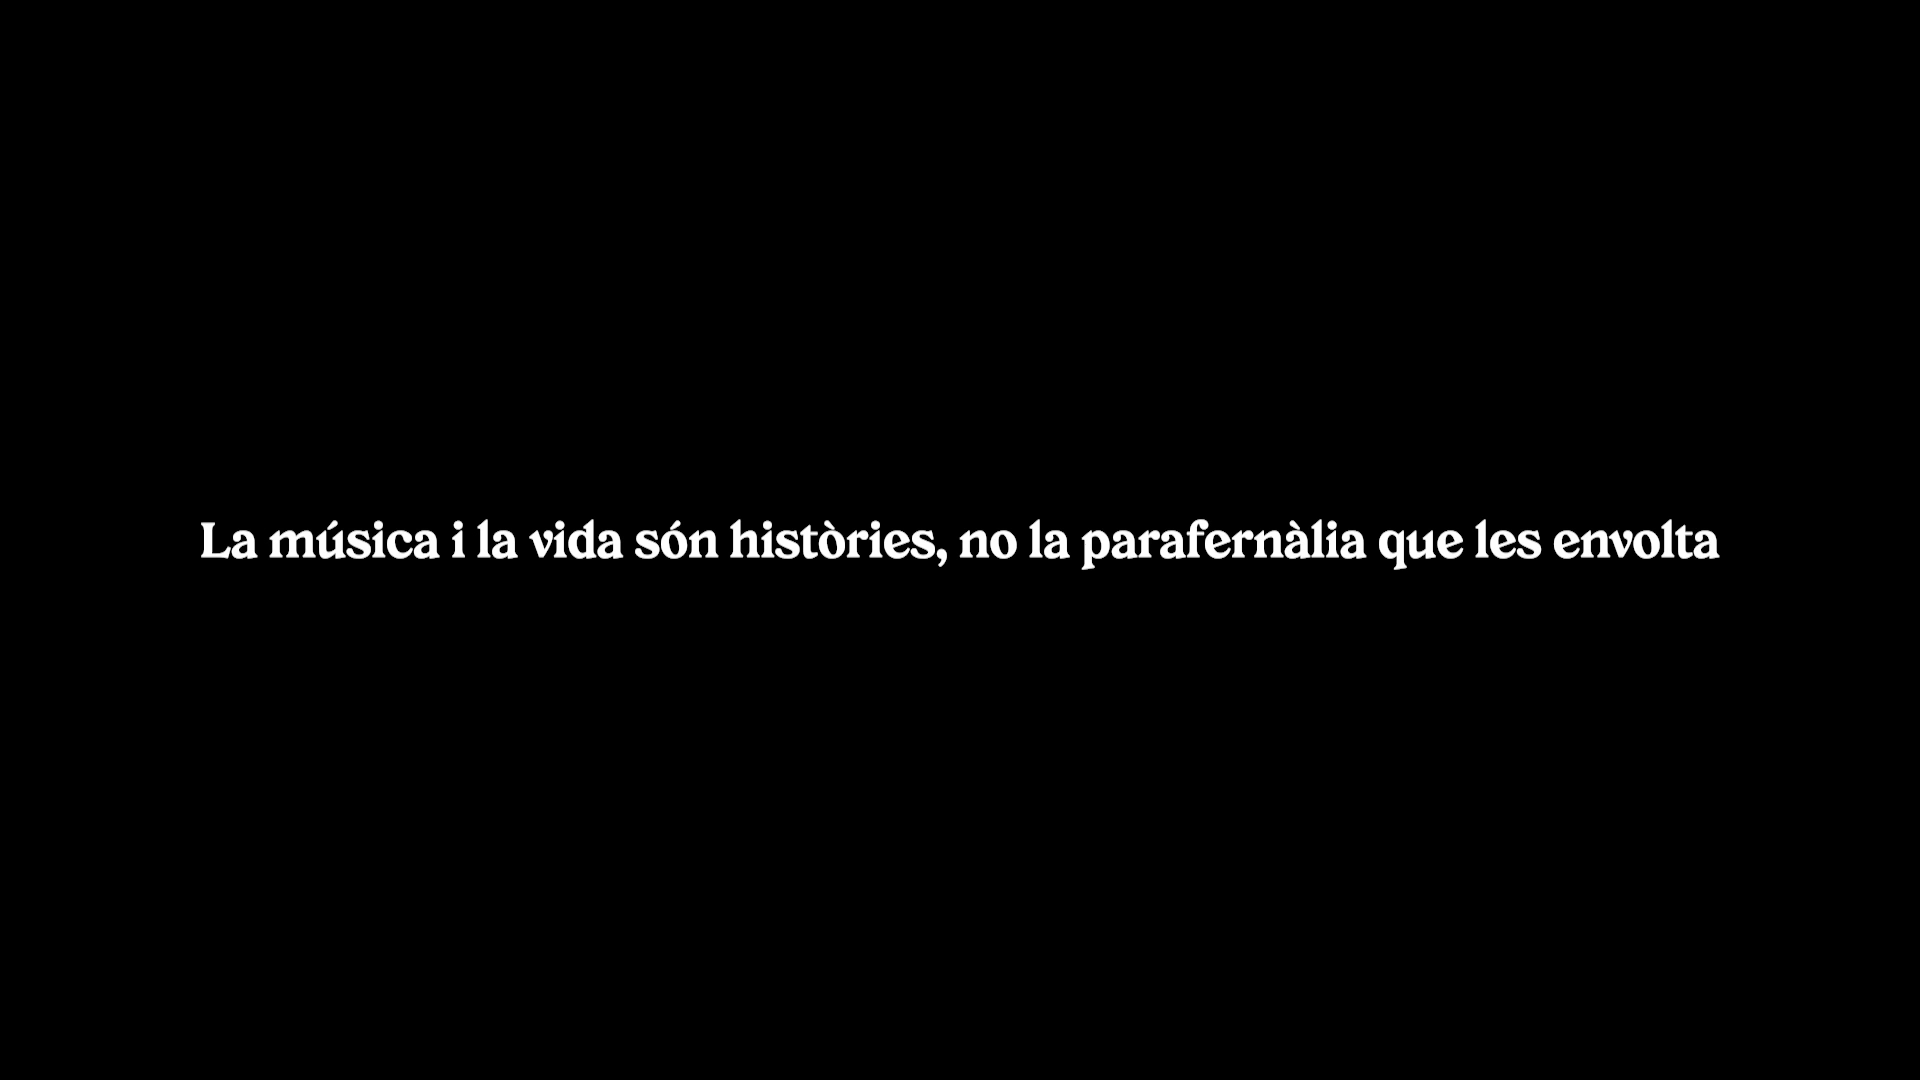 La música i la vida són històries, no la parafernàlia que les envolta